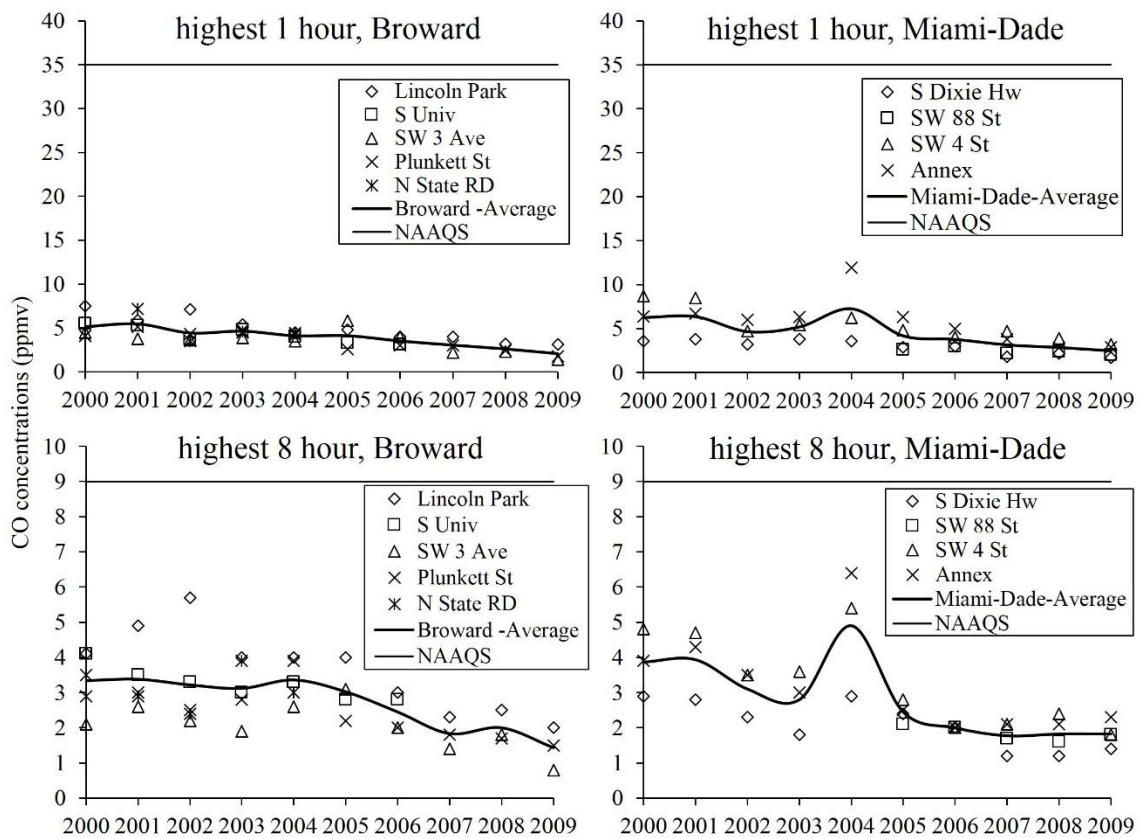 highest 1 hour, Broward
40
35
30
25
20
15
10
5
0
Lincoln Park
S Univ
SW 3 Ave
Plunkett St
N State RD
Broward -Average
NAAQS
2000 2001 2002 2003 2004 2005 2006 2007 2008 2009
highest 1 hour, Miami-Dade
40
35
30
25
20
15
10
5
0
S Dixie Hw
SW 88 St
SW 4 St
Annex
Miami-Dade-Average
NAAQS
2000 2001 2002 2003 2004 2005 2006 2007 2008 2009
CO concentrations (ppmv)
highest 8 hour, Broward
10
9
8
7
6
5
4
3
2
1
0
Lincoln Park
S Univ
SW 3 Ave
Plunkett St
N State RD
Broward -Average
NAAQS
2000 2001 2002 2003 2004 2005 2006 2007 2008 2009
highest 8 hour, Miami-Dade
10
9
8
7
6
5
4
3
2
1
0
S Dixie Hw
SW 88 St
SW 4 St
Annex
Miami-Dade-Average
NAAQS
2000 2001 2002 2003 2004 2005 2006 2007 2008 2009